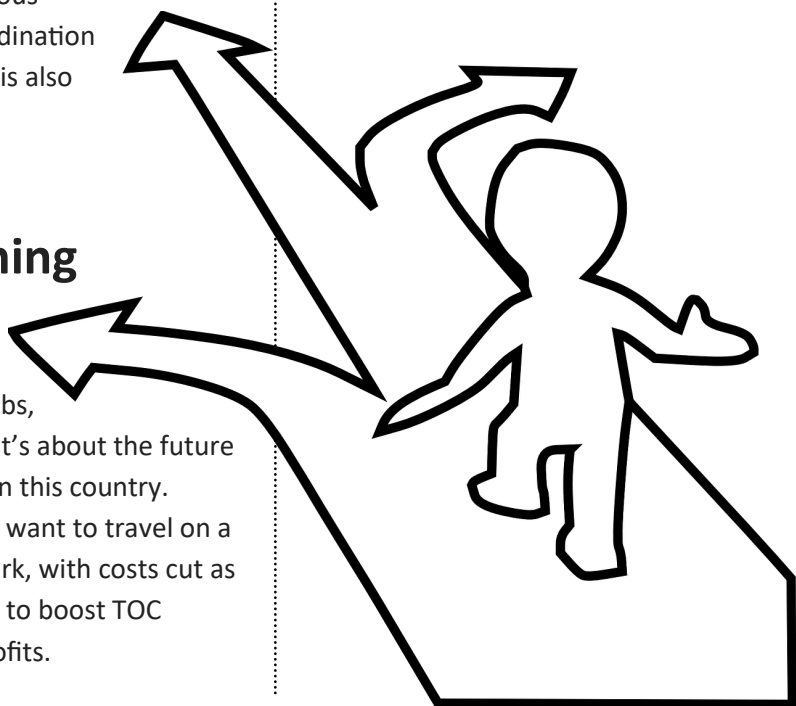 dination
is also
ning
bs,
t’s about the future
n this country.
want to travel on a
rk, with costs cut as
to boost TOC
ofits.